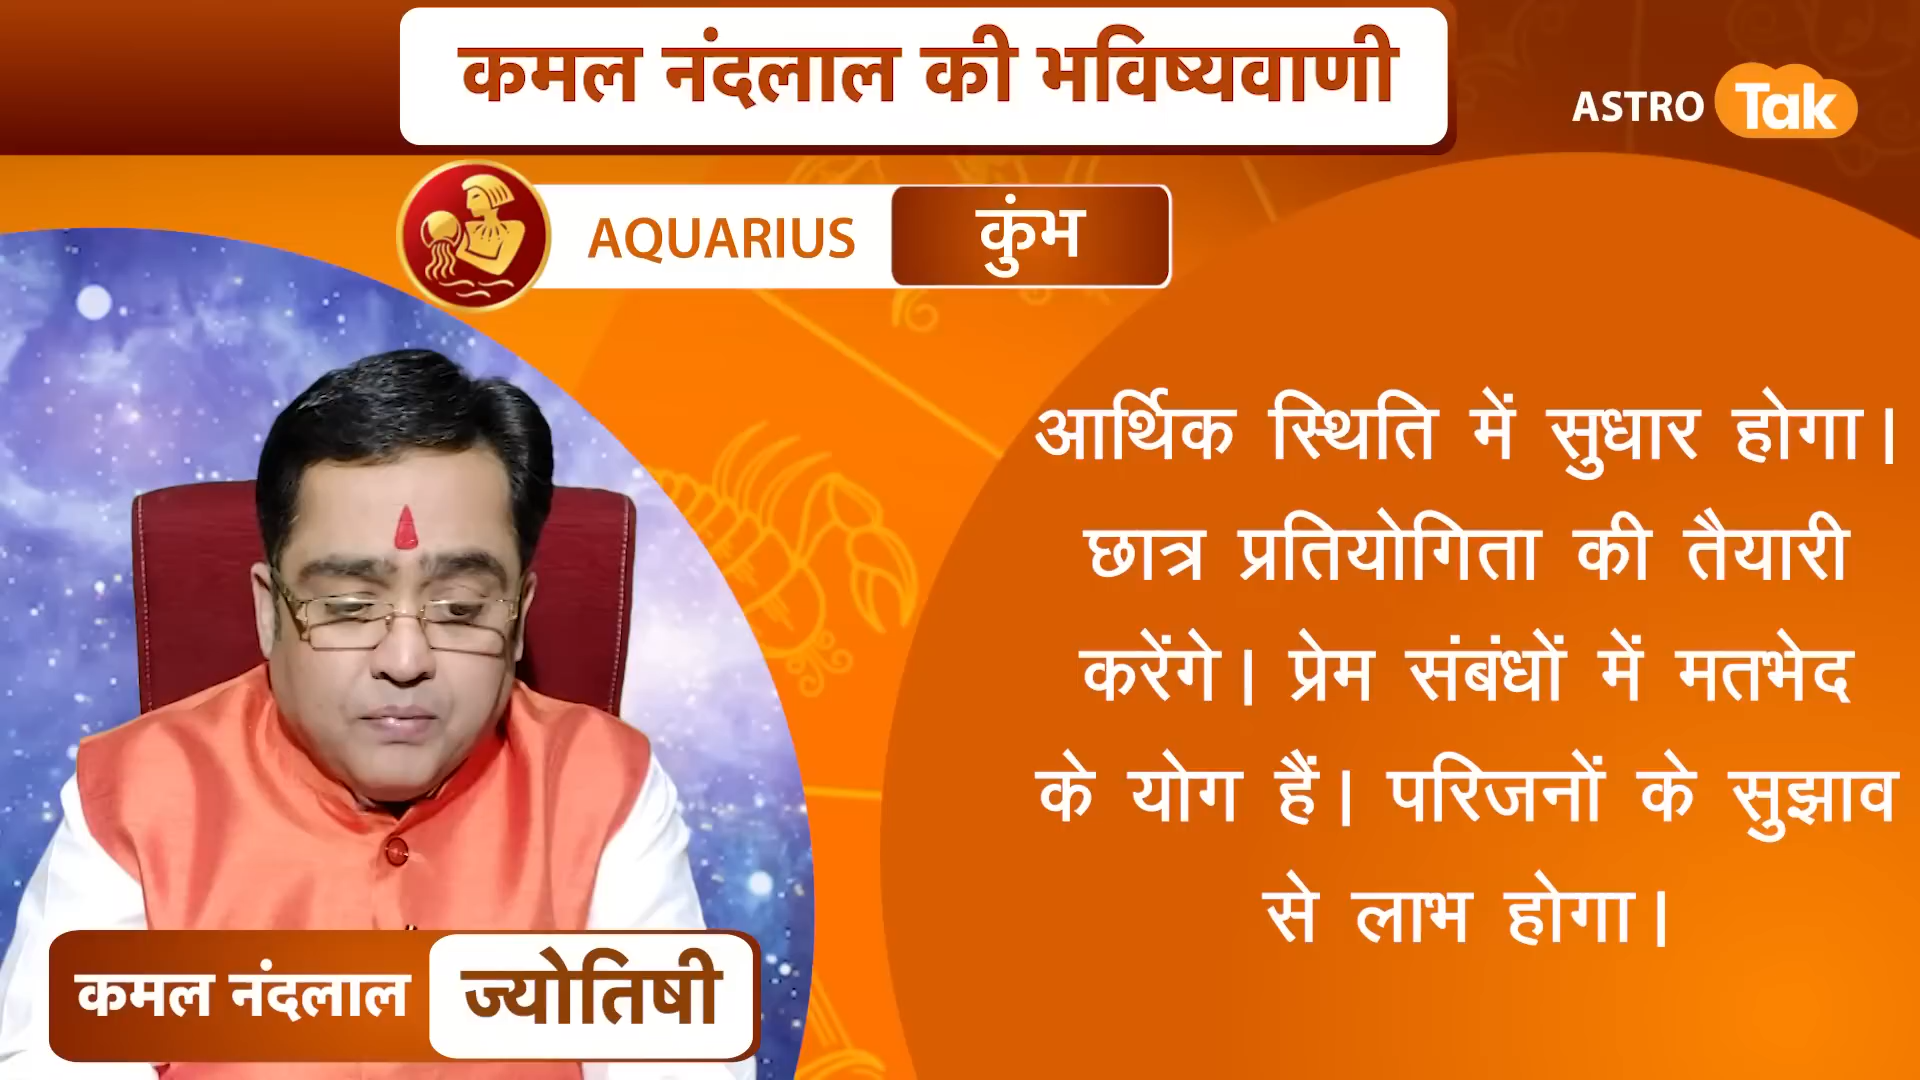 कमल नंदलाल की भविष्यवाणी
ASTRO Tak
AQUARIUS कुंभ
आर्थिक स्थिति में सुधार होगा।
छात्र प्रतियोगिता की तैयारी
करेंगे। प्रेम संबंधों में मतभेद
के योग हैं। परिजनों के सुझाव
से लाभ होगा।
कमल नंदलाल ज्योतिषी